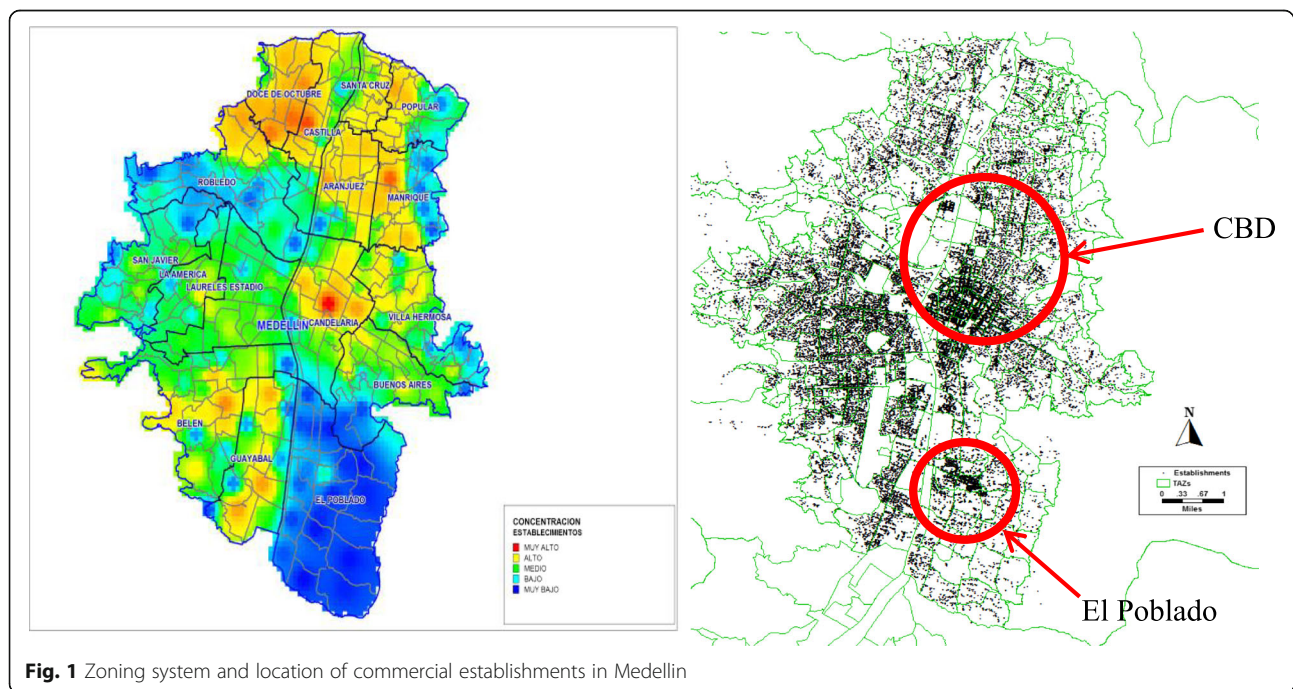 DOCE DE OCTUBRE
SANTA CRUZ
POPULAR
CASTILLA
ROBLEDO
ARANJUEZ
MANRIQUE
SAN JAVIER
LA AMERICA
LAURELES ESTADIO
MEDELLIN
CANDELARIA
VILLA HERMOSA
BUENOS AIRES
BELEN
GUAYABAL
EL POBLADO
CONCENTRACION
ESTABLECIMIENTOS
MUY ALTO
ALTO
MEDIO
BAJO
MUY BAJO
CBD
N
Establishments
TAZs
0 .33 .67 1
Miles
El Poblado
Fig. 1 Zoning system and location of commercial establishments in Medellin